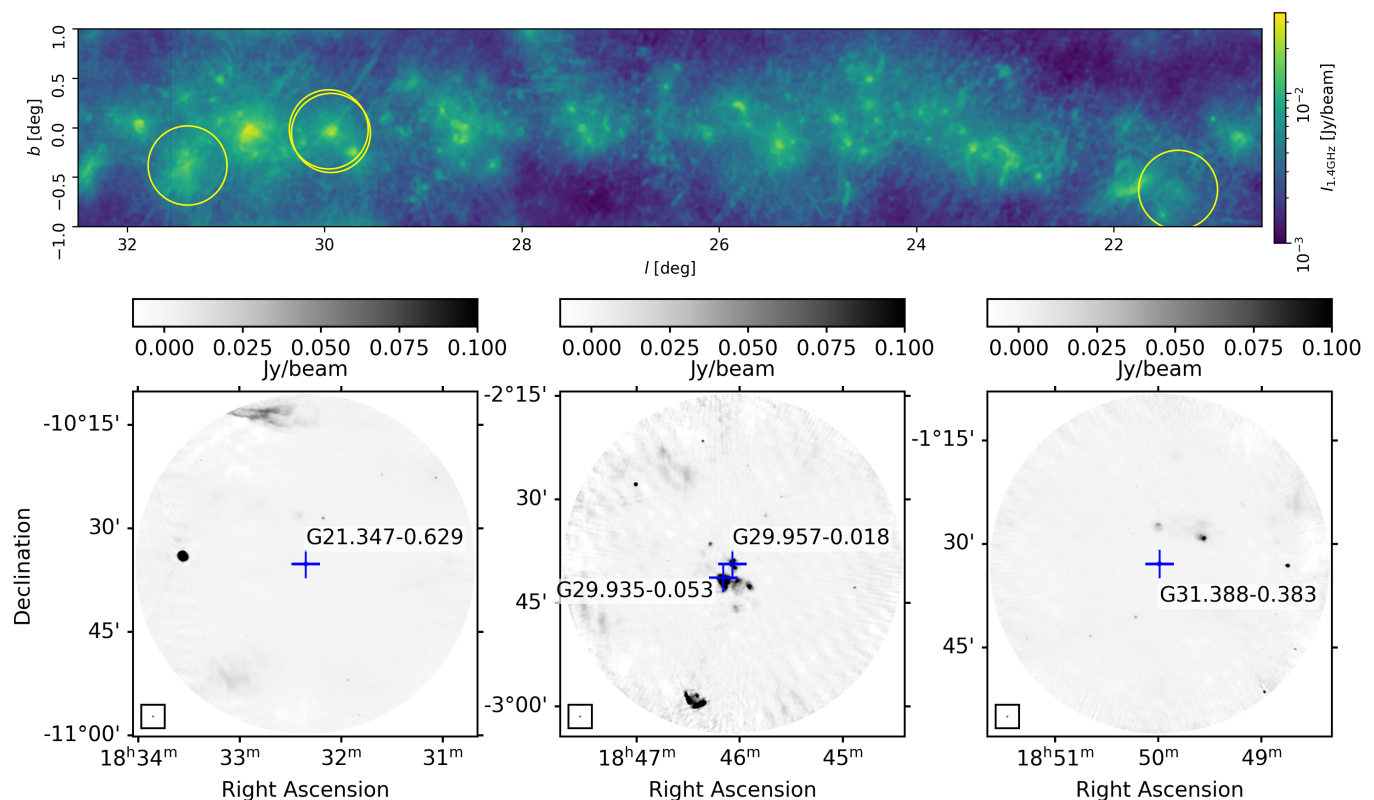 1.0
0.5
0.0
−0.5
−1.0
b [deg]
32 30 28 26 24 22
l [deg]
10⁻²
10⁻³
I1.4GHz [Jy/beam]
0.000 0.025 0.050 0.075 0.100
Jy/beam
0.000 0.025 0.050 0.075 0.100
Jy/beam
0.000 0.025 0.050 0.075 0.100
Jy/beam
Declination
-10°15'
30'
45'
-11°00'
G21.347-0.629
18ʰ34ᵐ 33ᵐ 32ᵐ 31ᵐ
Right Ascension
-2°15'
30'
45'
-3°00'
G29.957-0.018
G29.935-0.053
18ʰ47ᵐ 46ᵐ 45ᵐ
Right Ascension
-1°15'
30'
45'
G31.388-0.383
18ʰ51ᵐ 50ᵐ 49ᵐ
Right Ascension